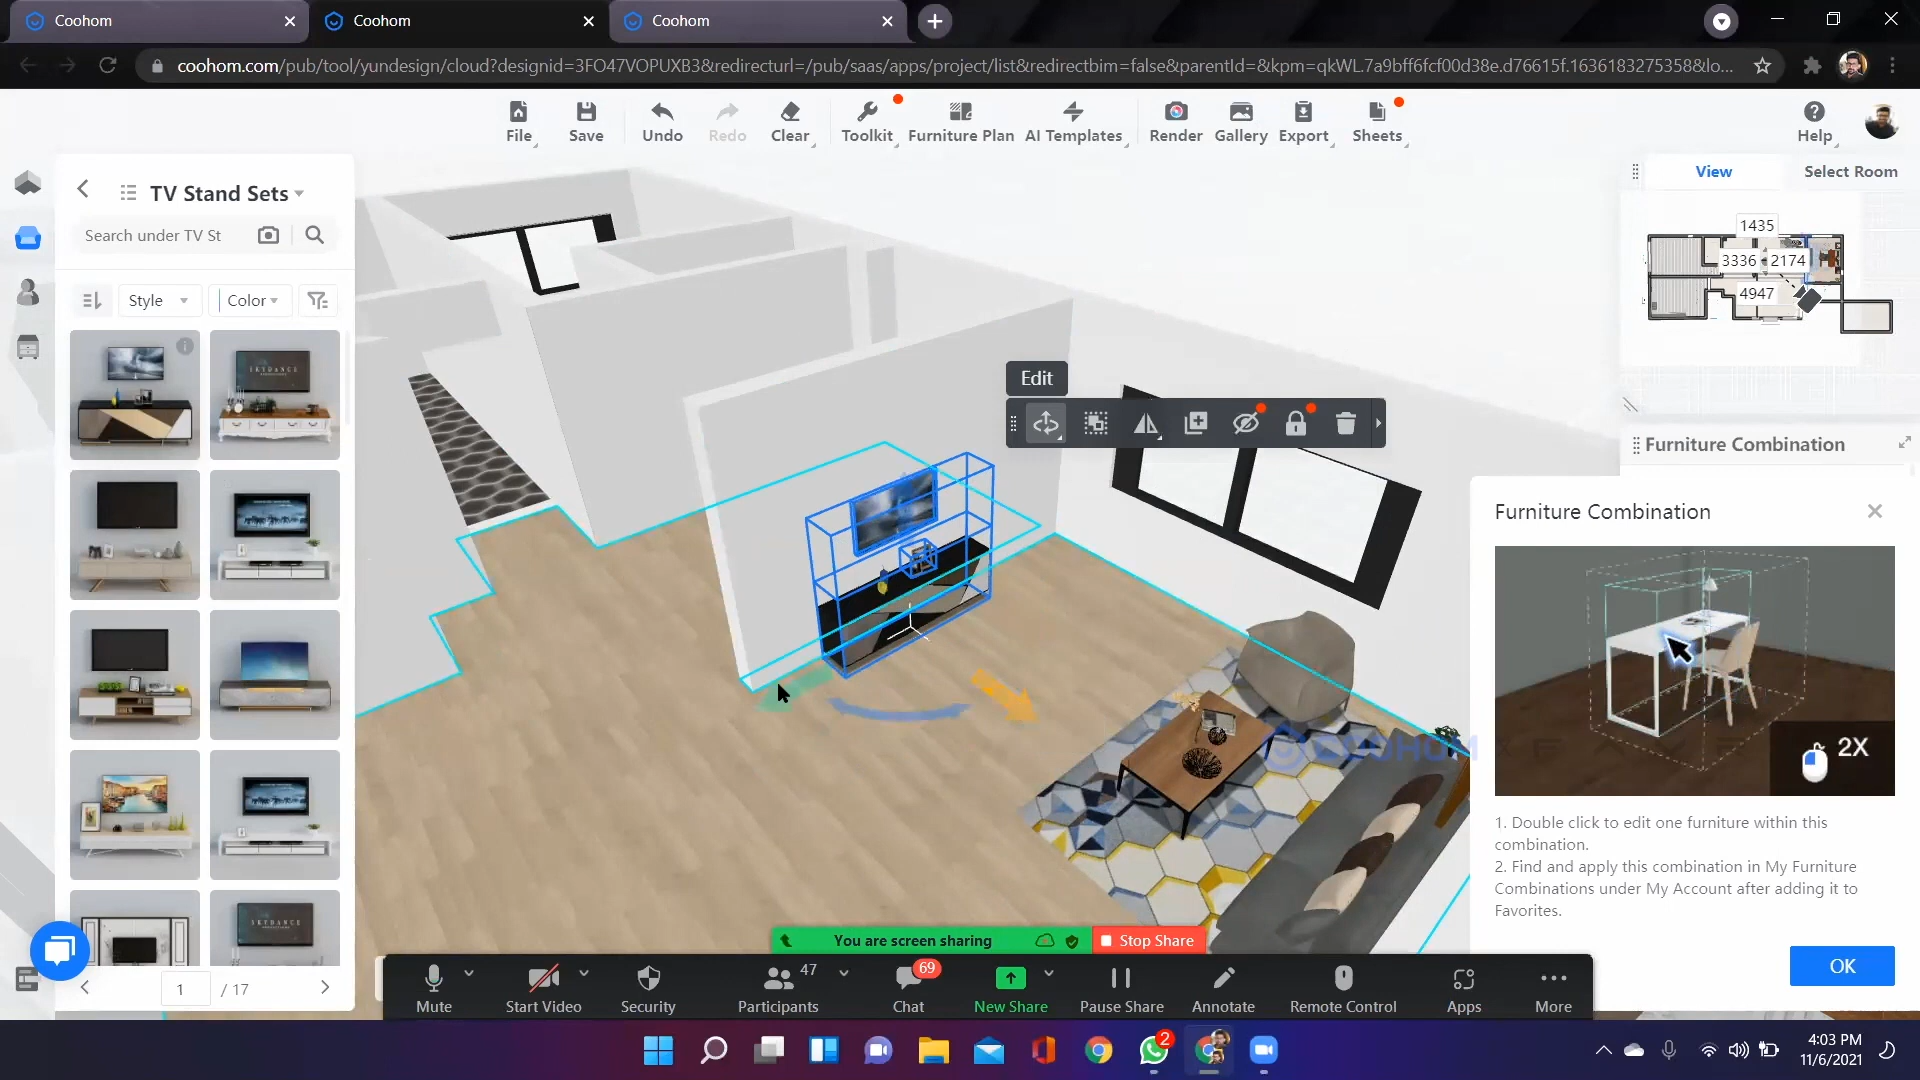 Coohom
Coohom
Coohom
coohom.com/pub/tool/yundesign/cloud?designid=3FO47VOPUXB3&redirecturl=/pub/saas/apps/project/list&redirectbim=false&parentId=&kpm=qkWL.7a9bff6fcf00d38e.d76615f.1636183275358&lo...
File
Save
Undo
Redo
Clear
Toolkit
Furniture Plan
AI Templates
Render
Gallery
Export
Sheets
Help
TV Stand Sets
Search under TV St
Style
Color
SKYDANCE
SKYDANCE
1 / 17
View
Select Room
1435
3336
2174
4947
Edit
Furniture Combination
Furniture Combination
2X
1. Double click to edit one furniture within this
combination.
2. Find and apply this combination in My Furniture
Combinations under My Account after adding it to
Favorites.
OK
COOHOM
You are screen sharing
Stop Share
Mute
Start Video
Security
Participants
47
Chat
69
New Share
Pause Share
Annotate
Remote Control
Apps
More
2
4:03 PM
11/6/2021